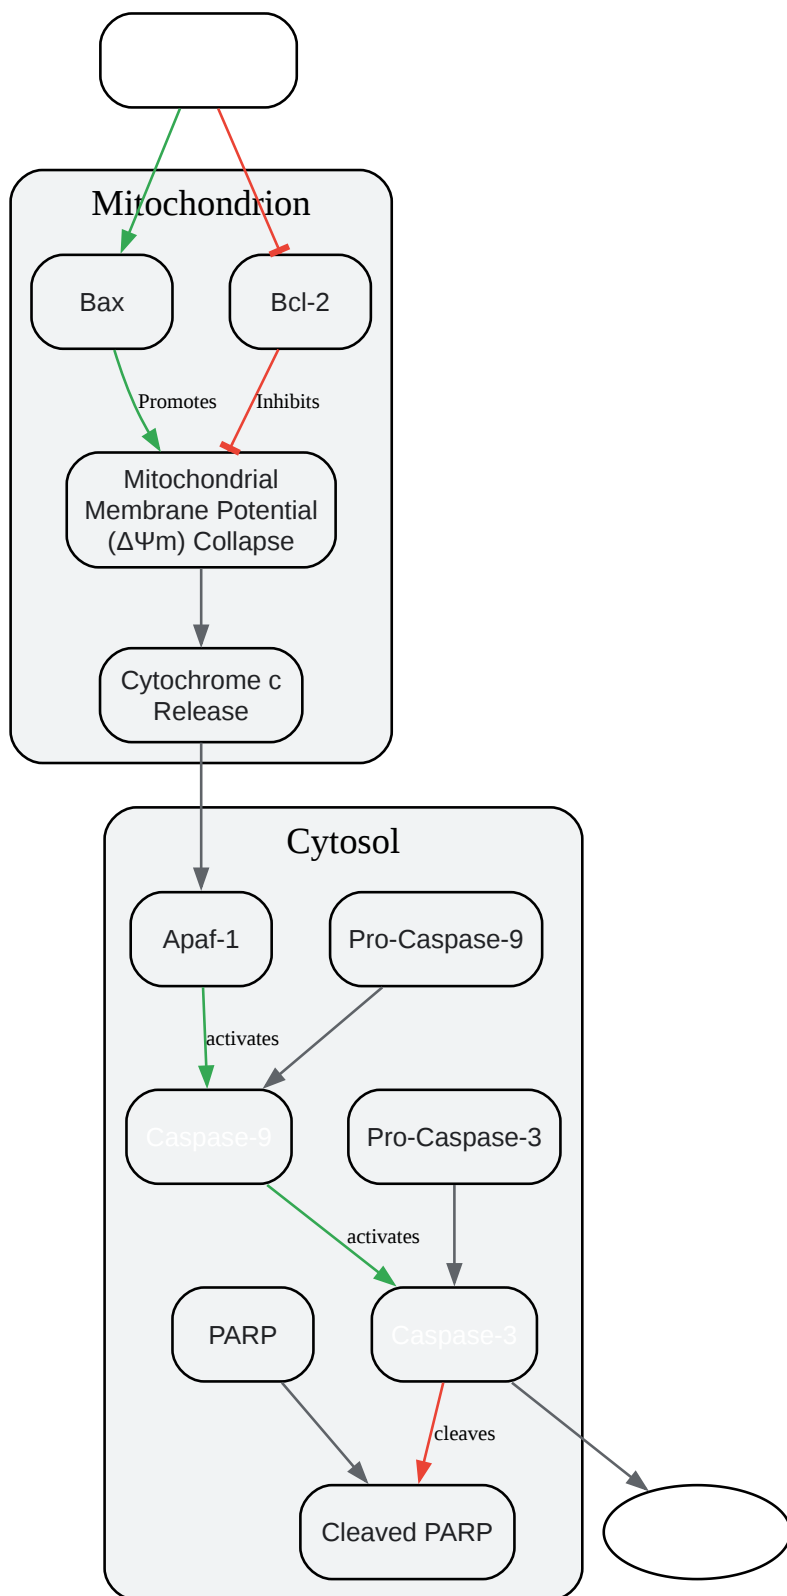 Mitochondrion
Bax
Bcl-2
Promotes
Inhibits
Mitochondrial
Membrane Potential
(ΔΨm) Collapse
Cytochrome c
Release
Cytosol
Apaf-1
Pro-Caspase-9
activates
Caspase-9
Pro-Caspase-3
activates
PARP
Caspase-3
cleaves
Cleaved PARP